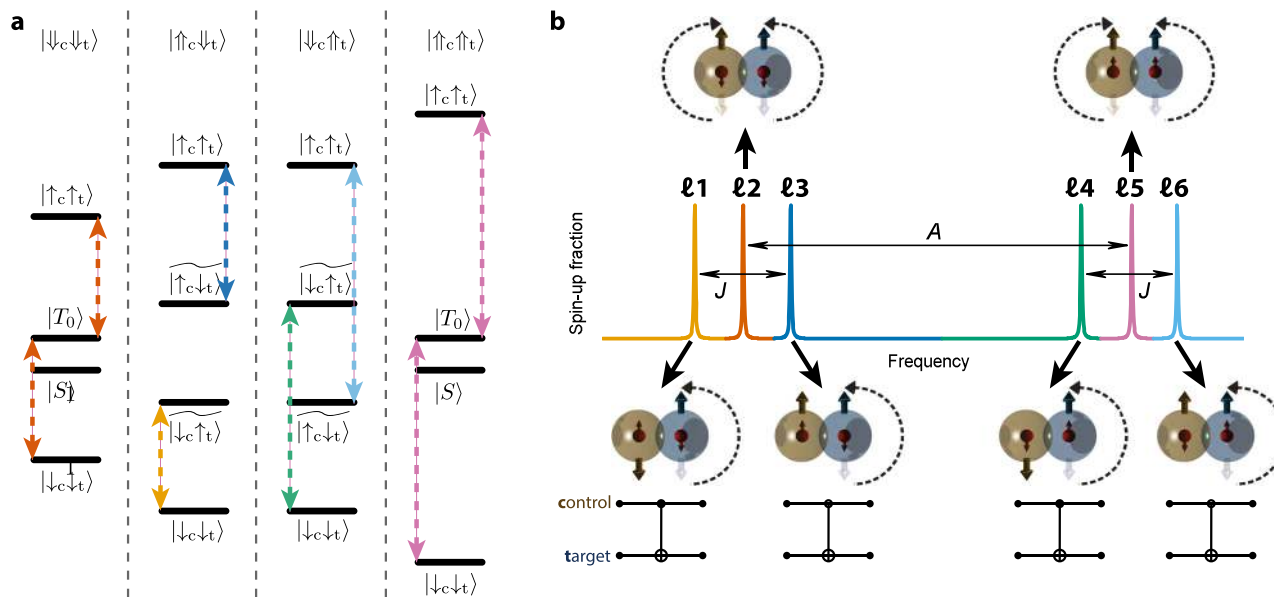 a
|⇓c⇓t⟩ |⇑c⇓t⟩ |⇓c⇑t⟩ |⇑c⇑t⟩
|↑c↑t⟩
|T0⟩
|S⟩
|↓c↓t⟩
|↑c↑t⟩
|↑c↓t⟩
|↓c↑t⟩
|↓c↓t⟩
|↑c↑t⟩
|↓c↑t⟩
|↑c↓t⟩
|↓c↓t⟩
|↑c↑t⟩
|T0⟩
|S⟩
|↓c↓t⟩
b
ℓ1 ℓ2 ℓ3 ℓ4 ℓ5 ℓ6
A
J J
Spin-up fraction
Frequency
control
target